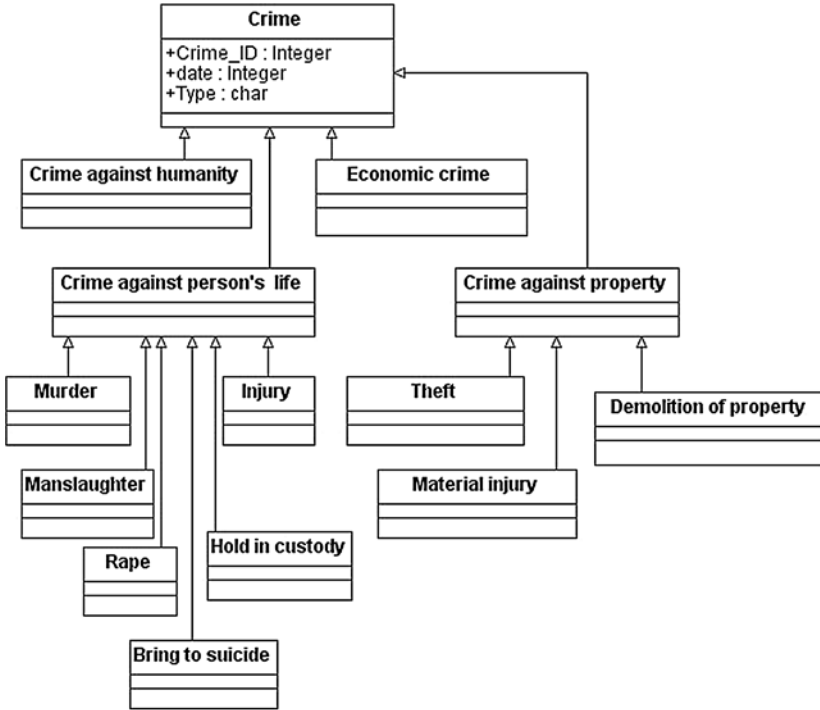 Crime
+Crime_ID : Integer
+date : Integer
+Type : char
Crime against humanity
Economic crime
Crime against person's life
Crime against property
Murder
Injury
Theft
Demolition of property
Manslaughter
Material injury
Rape
Hold in custody
Bring to suicide